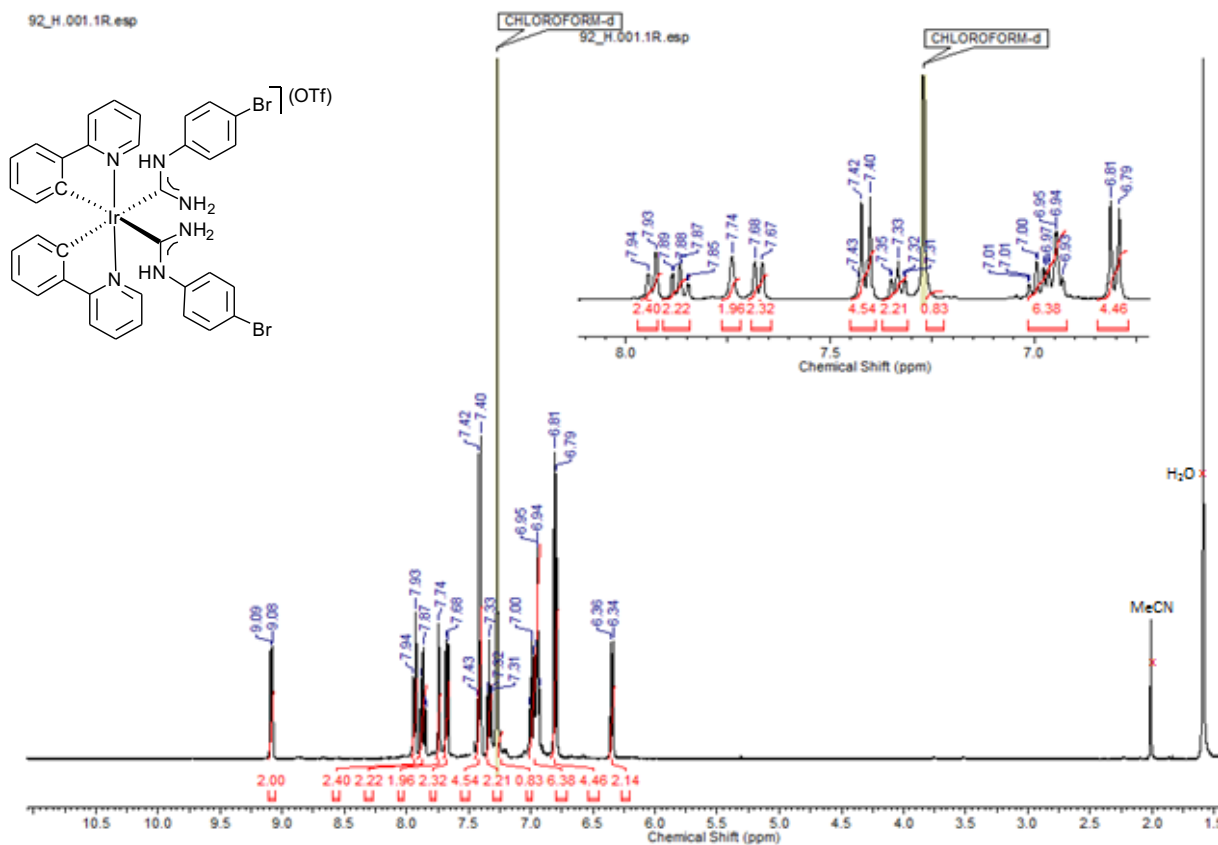 92_H.001.1R.esp
CHLOROFORM-d
92_H.001.1R.esp
CHLOROFORM-d
Br
(OTf)
HN
N
NH2
C
Ir
C
NH2
N
HN
Br
7.94
7.93
7.89
7.88
7.87
7.85
7.74
7.68
7.67
7.43
7.42
7.40
7.35
7.33
7.32
7.31
7.01
7.01
7.00
6.97
6.95
6.94
6.93
6.81
6.79
2.40 2.22 1.96 2.32 4.54 2.21 0.83 6.38 4.46
8.0 7.5 7.0
Chemical Shift (ppm)
9.09
9.08
7.94
7.93
7.87
7.74
7.68
7.43
7.42
7.40
7.33
7.32
7.31
7.00
6.95
6.94
6.81
6.79
6.36
6.34
MeCN
H2O
2.00 2.40 2.22 1.96 2.32 4.54 2.21 0.83 6.38 4.46 2.14
10.5 10.0 9.5 9.0 8.5 8.0 7.5 7.0 6.5 6.0 5.5 5.0 4.5 4.0 3.5 3.0 2.5 2.0 1.5
Chemical Shift (ppm)